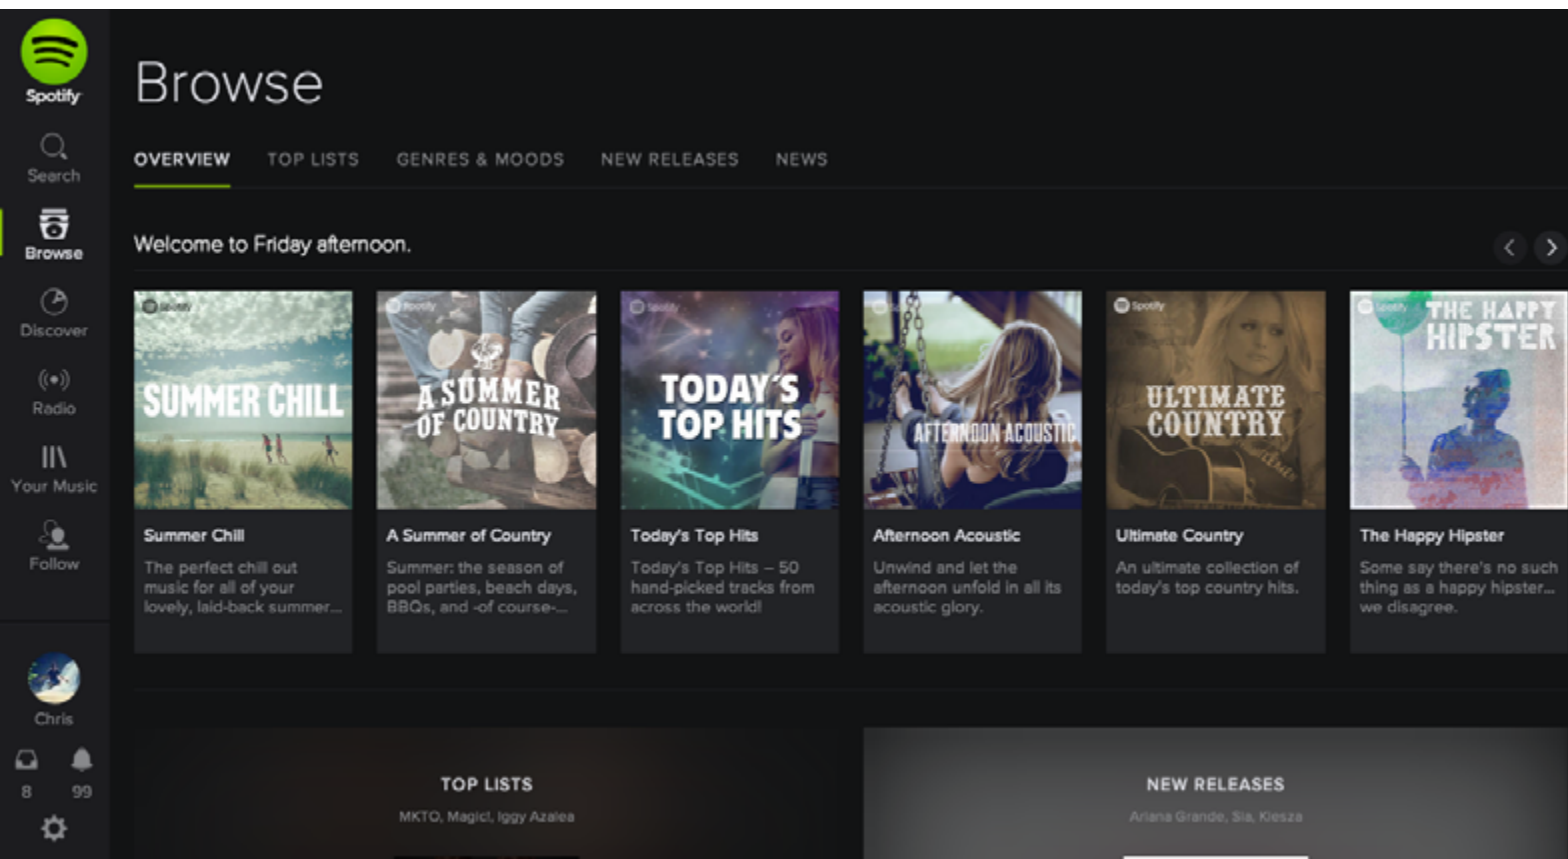 Spotify
Search
Browse
Discover
Radio
Your Music
Follow
Chris
8 99
Browse
OVERVIEW TOP LISTS GENRES & MOODS NEW RELEASES NEWS
Welcome to Friday afternoon.
Spotify
SUMMER CHILL
Summer Chill
The perfect chill out
music for all of your
lovely, laid-back summer...
Spotify
A SUMMER
OF COUNTRY
A Summer of Country
Summer: the season of
pool parties, beach days,
BBQs, and -of course-...
Spotify
TODAY'S
TOP HITS
Today's Top Hits
Today's Top Hits – 50
hand-picked tracks from
across the world!
AFTERNOON ACOUSTIC
Afternoon Acoustic
Unwind and let the
afternoon unfold in all its
acoustic glory.
Spotify
ULTIMATE
COUNTRY
Ultimate Country
An ultimate collection of
today's top country hits.
Spotify
THE HAPPY
HIPSTER
The Happy Hipster
Some say there's no such
thing as a happy hipster...
we disagree.
TOP LISTS
MKTO, Magic!, Iggy Azalea
NEW RELEASES
Ariana Grande, Sia, Kiesza